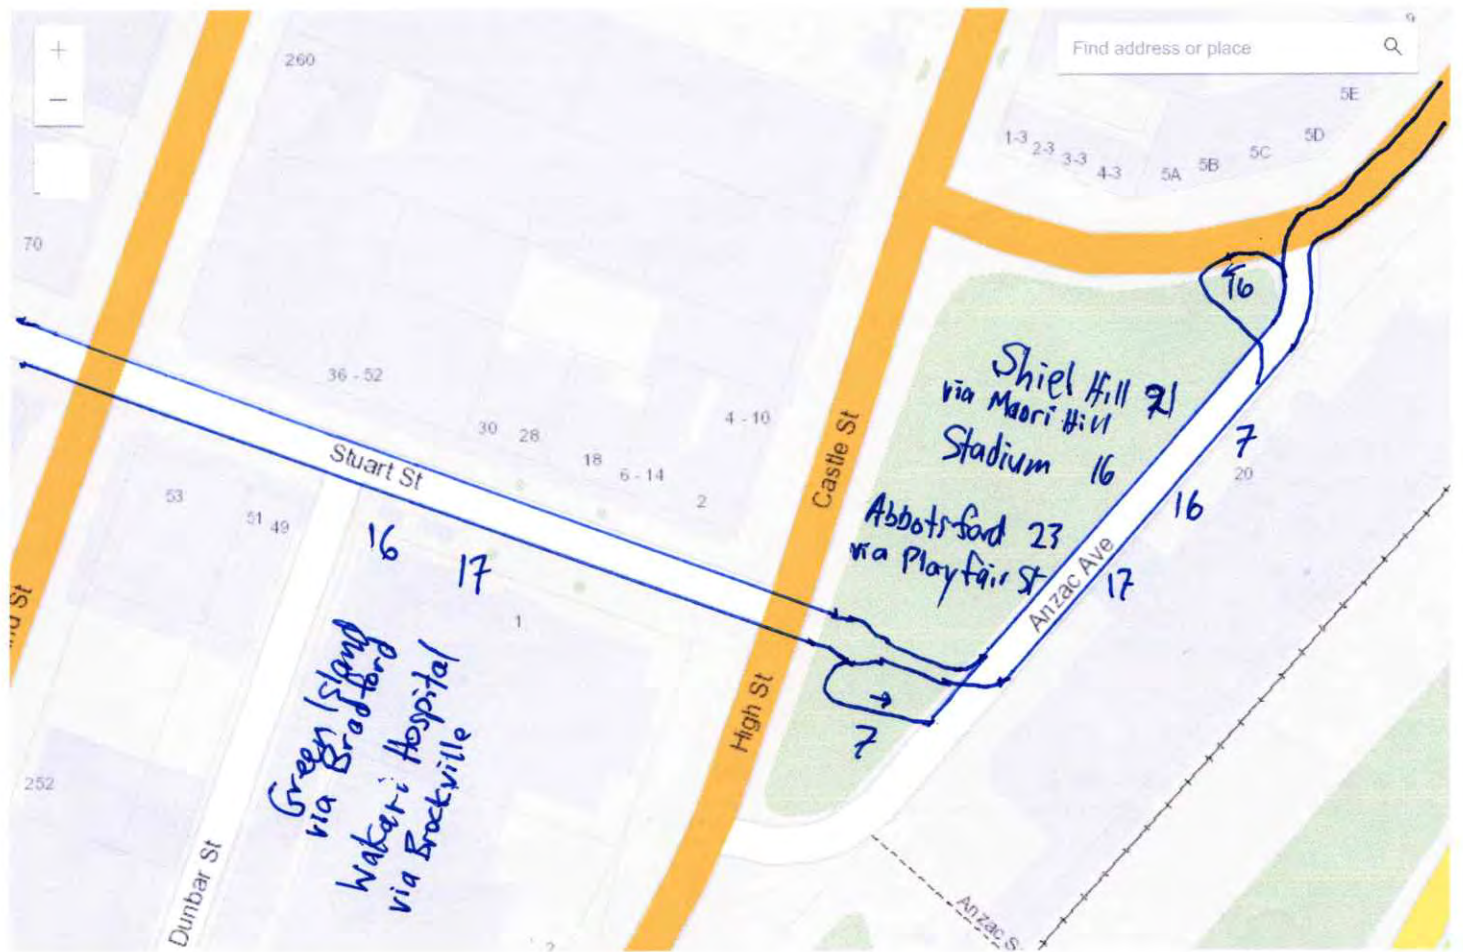 +
Find address or place
−
260
9
5E
5D
5C
5B
5A
1-3
2-3
3-3
4-3
70
16
36 - 52
30
28
18
6 - 14
4 - 10
2
Stuart St
Castle St
Shiel Hill 21
via Maori Hill
Stadium 16
Abbotsford 23
via Playfair St
7
20
16
17
Anzac Ave
53
51
49
16
17
1
High St
7
Green Island
via Bradford
Wakari Hospital
via Brockville
252
Dunbar St
Anzac S